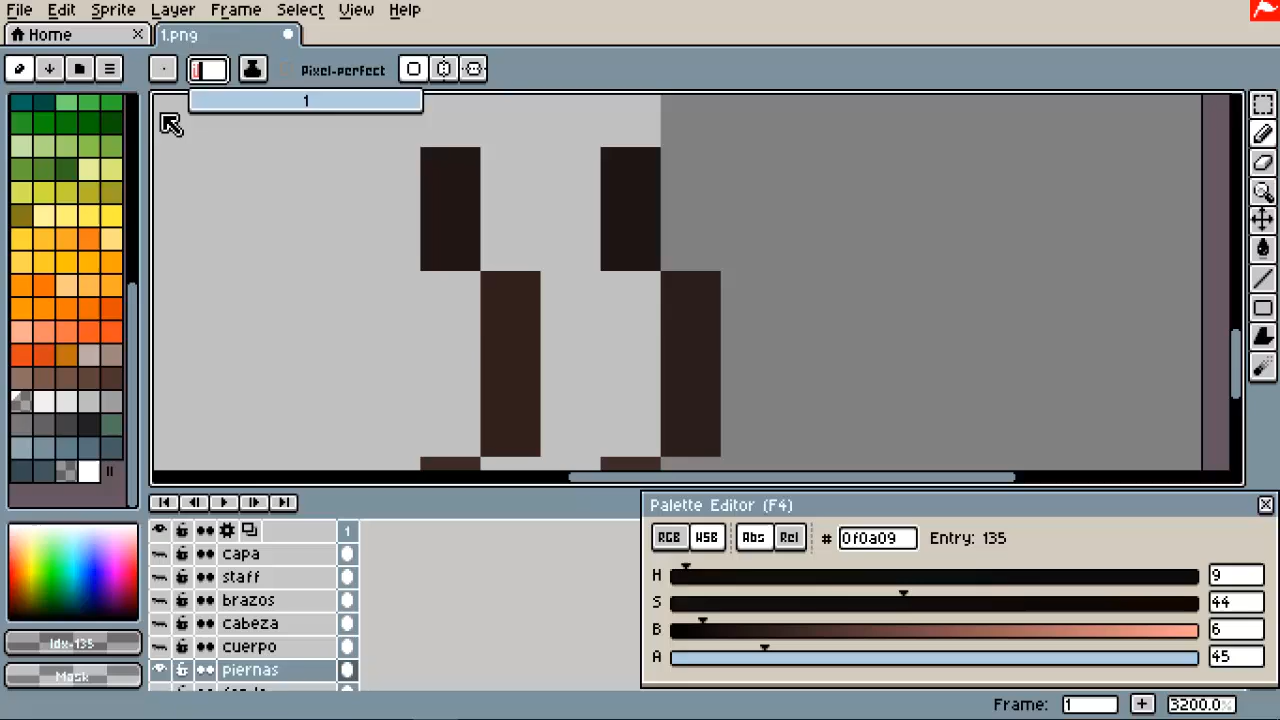 File Edit Sprite Layer Frame Select View Help
Home 1.png
Pixel-perfect
1
1
capa
staff
brazos
cabeza
cuerpo
piernas
Idx-135
Mask
Palette Editor (F4)
RGB HSB Abs Rel # 0f0a09 Entry: 135
H 9
S 44
B 6
A 45
Frame: 1 + 3200.0%